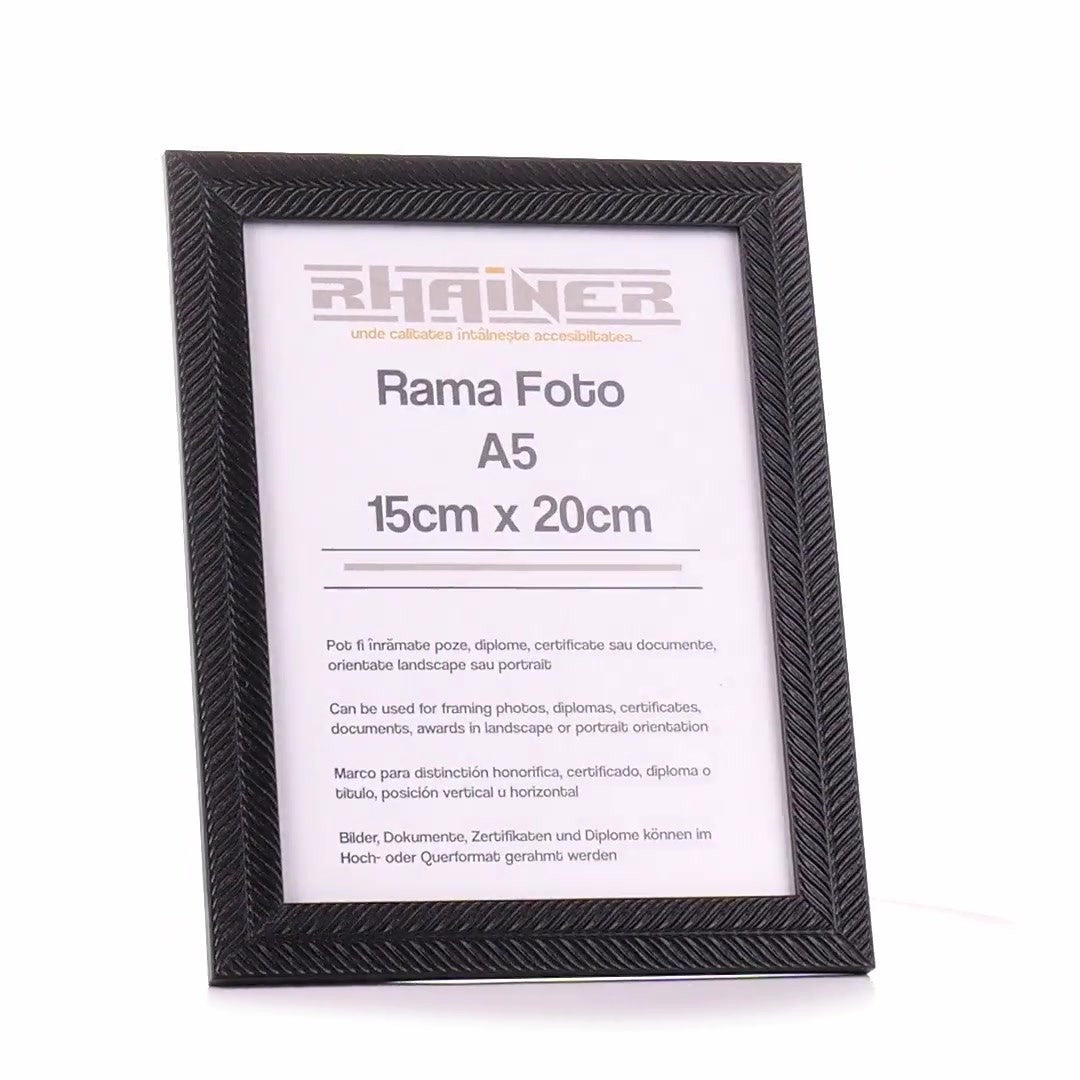 RHAINER
unde calitatea întâlnește accesibiltatea...
Rama Foto
A5
15cm x 20cm
Pot fi înrămate poze, diplome, certificate sau documente,
orientate landscape sau portrait
Can be used for framing photos, diplomas, certificates,
documents, awards in landscape or portrait orientation
Marco para distinctión honorifica, certificado, diploma o
titulo, posición vertical u horizontal
Bilder, Dokumente, Zertifikaten und Diplome können im
Hoch- oder Querformat gerahmt werden